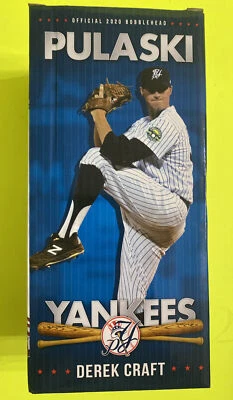 OFFICIAL 2020 BOBBLEHEAD
PULASKI
YANKEES
DEREK CRAFT